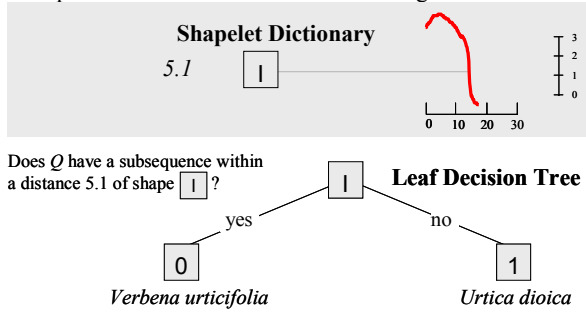 Shapelet Dictionary
5.1
I
3
2
1
0
0 10 20 30
Does Q have a subsequence within
a distance 5.1 of shape I ?
I
Leaf Decision Tree
yes
no
0
1
Verbena urticifolia
Urtica dioica